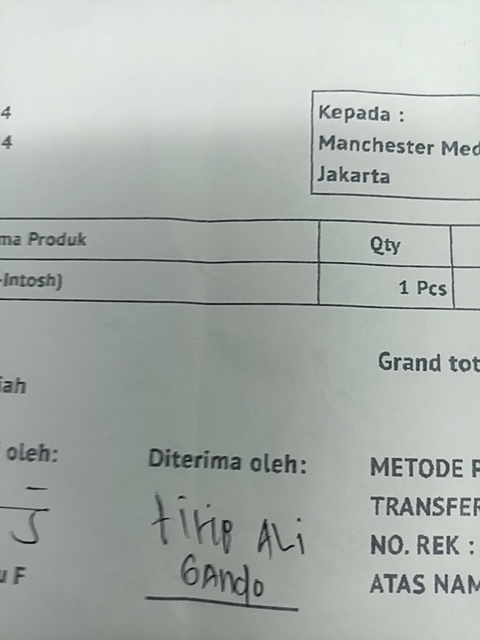 4
Kepada :
4
Manchester Med
Jakarta
ma Produk
Qty
-Intosh)
1 Pcs
Grand tot
iah
oleh:
Diterima oleh:
METODE P
TRANSFER
ALi
NO. REK :
GAndo
u F
ATAS NAM